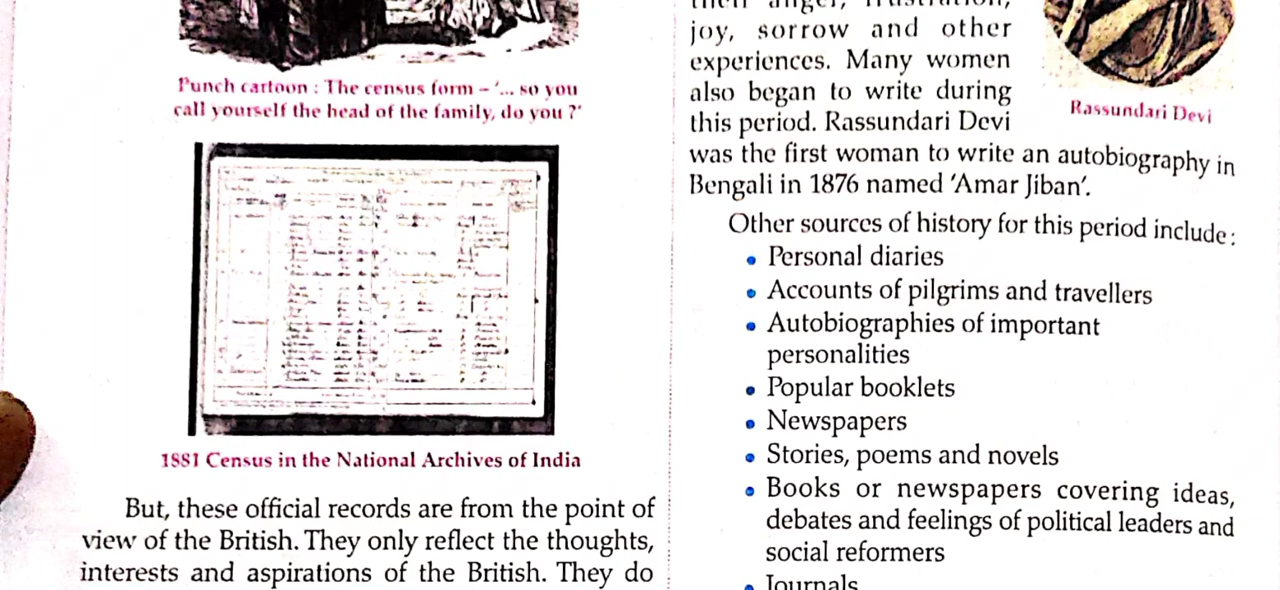 Punch cartoon : The census form – '... so you
call yourself the head of the family, do you ?'
1881 Census in the National Archives of India
But, these official records are from the point of
view of the British. They only reflect the thoughts,
interests and aspirations of the British. They do
their anger, frustration,
joy, sorrow and other
experiences. Many women
also began to write during
this period. Rassundari Devi
was the first woman to write an autobiography in
Bengali in 1876 named 'Amar Jiban'.
Rassundari Devi
Other sources of history for this period include :
• Personal diaries
• Accounts of pilgrims and travellers
• Autobiographies of important
personalities
• Popular booklets
• Newspapers
• Stories, poems and novels
• Books or newspapers covering ideas,
debates and feelings of political leaders and
social reformers
• Journals